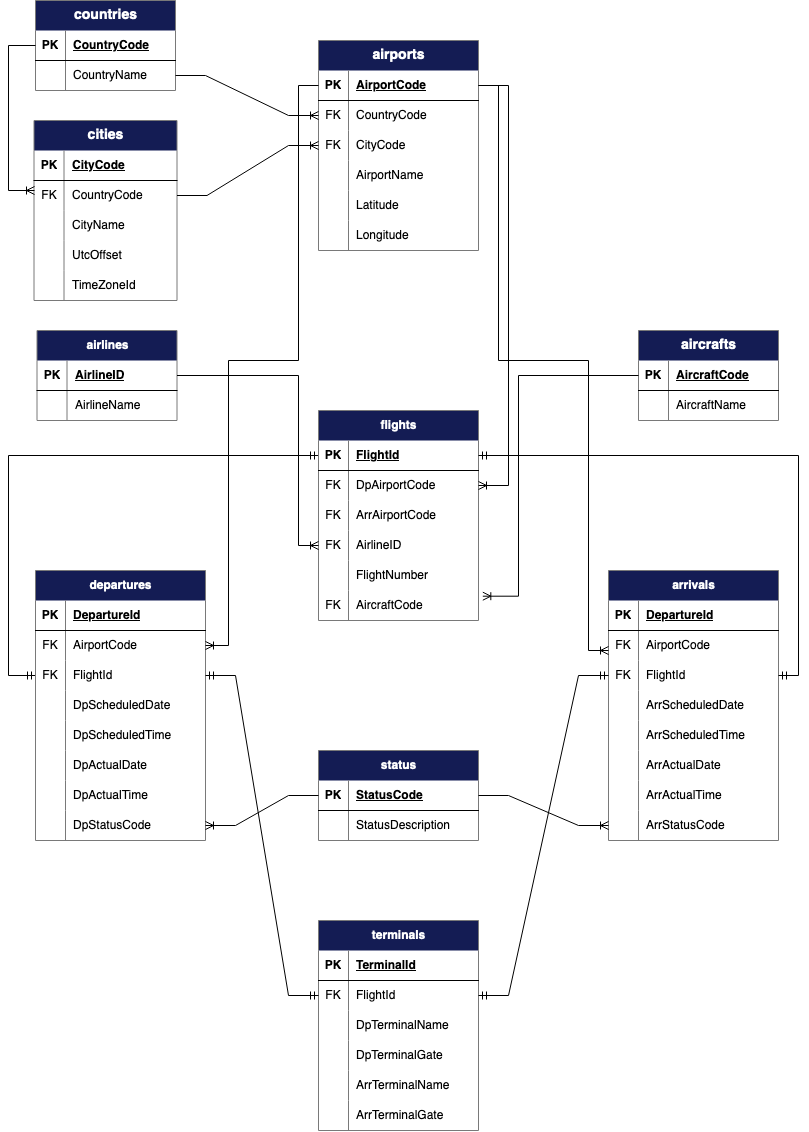 countries
PK CountryCode
CountryName
cities
PK CityCode
FK CountryCode
CityName
UtcOffset
TimeZoneId
airports
PK AirportCode
FK CountryCode
FK CityCode
AirportName
Latitude
Longitude
airlines
PK AirlineID
AirlineName
aircrafts
PK AircraftCode
AircraftName
flights
PK FlightId
FK DpAirportCode
FK ArrAirportCode
FK AirlineID
FlightNumber
FK AircraftCode
departures
PK DepartureId
FK AirportCode
FK FlightId
DpScheduledDate
DpScheduledTime
DpActualDate
DpActualTime
DpStatusCode
arrivals
PK DepartureId
FK AirportCode
FK FlightId
ArrScheduledDate
ArrScheduledTime
ArrActualDate
ArrActualTime
ArrStatusCode
status
PK StatusCode
StatusDescription
terminals
PK TerminalId
FK FlightId
DpTerminalName
DpTerminalGate
ArrTerminalName
ArrTerminalGate